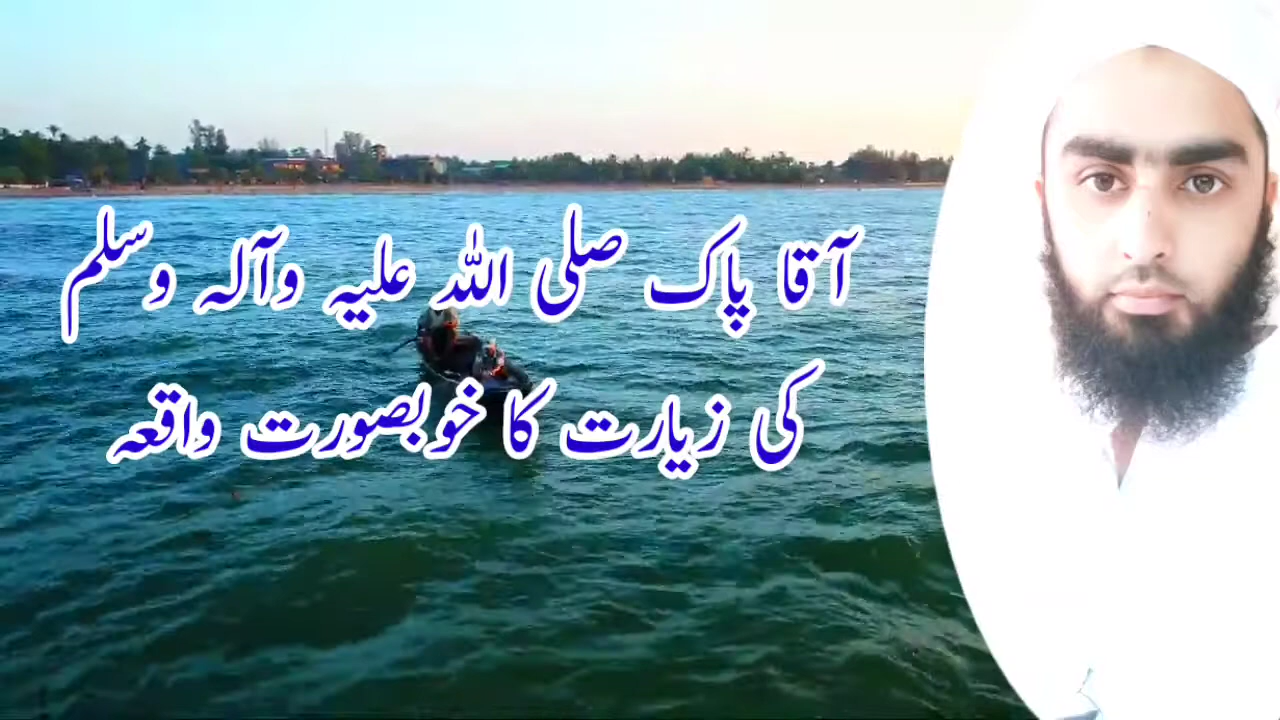 آقا پاک صلی اللہ علیہ وآلہ وسلم
کی زیارت کا خوبصورت واقعہ